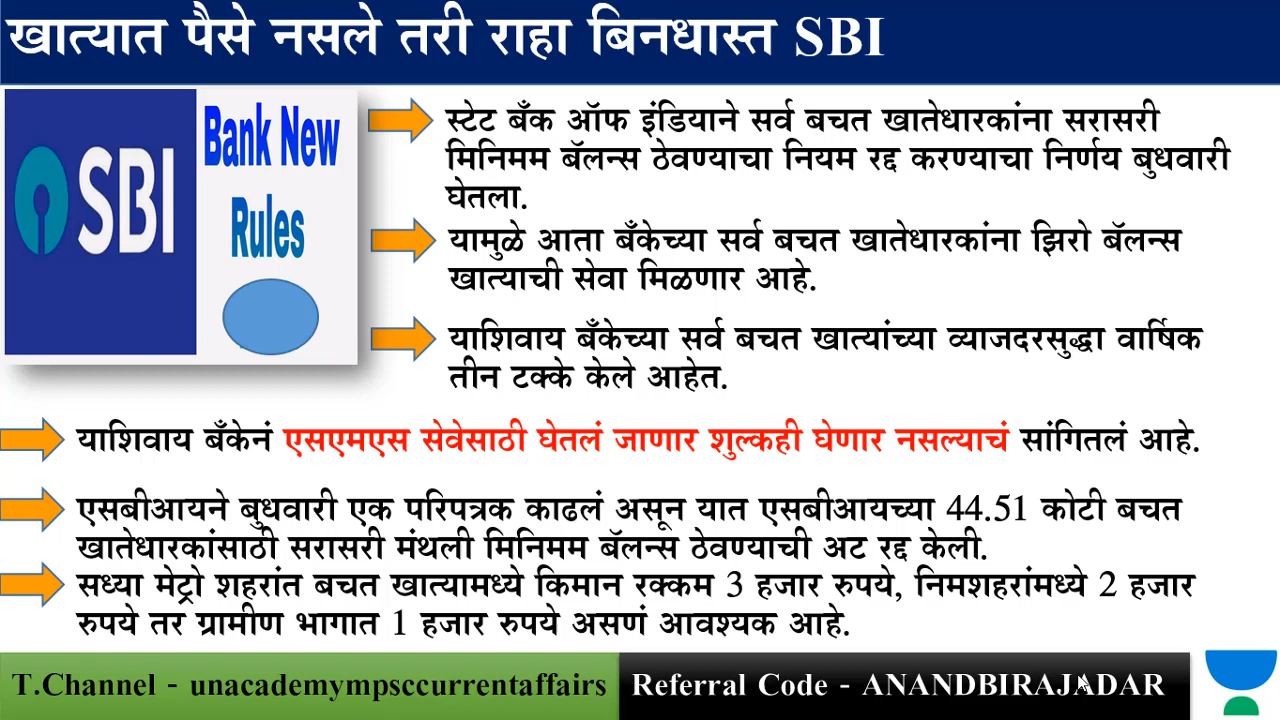 खात्यात पैसे नसले तरी राहा बिनधास्त SBI
SBI
Bank New
Rules
स्टेट बँक ऑफ इंडियाने सर्व बचत खातेधारकांना सरासरी
मिनिमम बॅलन्स ठेवण्याचा नियम रद्द करण्याचा निर्णय बुधवारी
घेतला.
यामुळे आता बँकेच्या सर्व बचत खातेधारकांना झिरो बॅलन्स
खात्याची सेवा मिळणार आहे.
याशिवाय बँकेच्या सर्व बचत खात्यांच्या व्याजदरसुद्धा वार्षिक
तीन टक्के केले आहेत.
याशिवाय बँकेनं एसएमएस सेवेसाठी घेतलं जाणार शुल्कही घेणार नसल्याचं सांगितलं आहे.
एसबीआयने बुधवारी एक परिपत्रक काढलं असून यात एसबीआयच्या 44.51 कोटी बचत
खातेधारकांसाठी सरासरी मंथली मिनिमम बॅलन्स ठेवण्याची अट रद्द केली.
सध्या मेट्रो शहरांत बचत खात्यामध्ये किमान रक्कम 3 हजार रुपये, निमशहरांमध्ये 2 हजार
रुपये तर ग्रामीण भागात 1 हजार रुपये असणं आवश्यक आहे.
T.Channel - unacademympsccurrentaffairs
Referral Code - ANANDBIRAJADAR